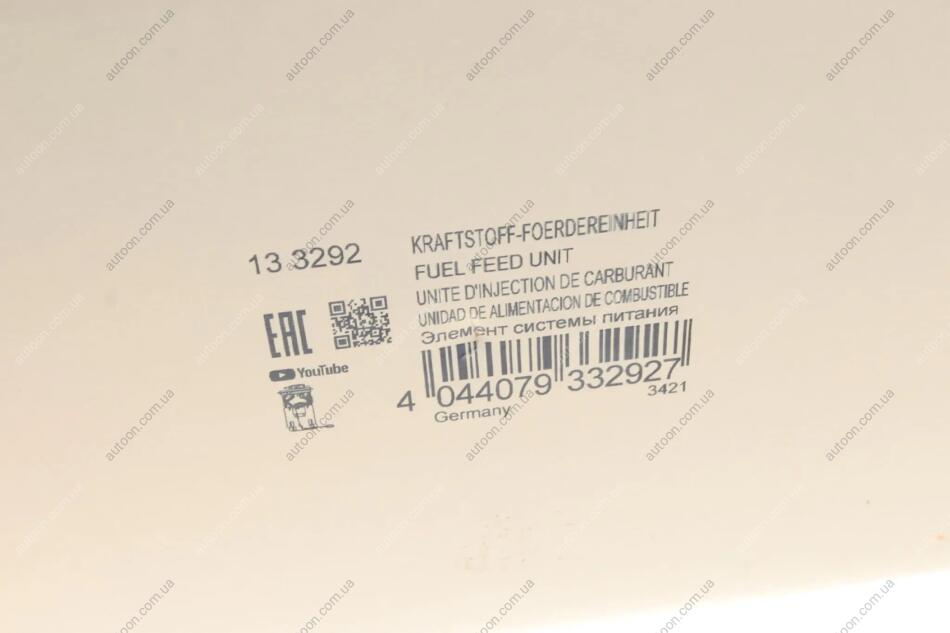 13 3292
KRAFTSTOFF-FOERDEREINHEIT
FUEL FEED UNIT
UNITE D'INJECTION DE CARBURANT
UNIDAD DE ALIMENTACION DE COMBUSTIBLE
Элемент системы питания
EAC
YouTube
4 044079 332927
3421
Germany
autoon.com.ua